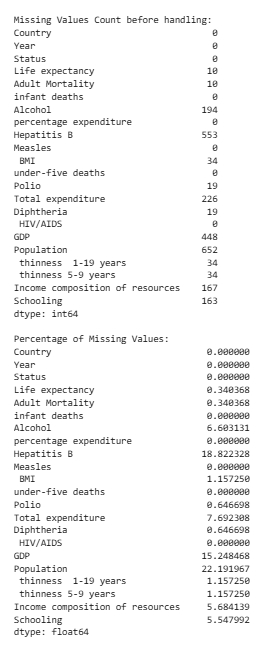 Missing Values Count before handling:
Country 0
Year 0
Status 0
Life expectancy 10
Adult Mortality 10
infant deaths 0
Alcohol 194
percentage expenditure 0
Hepatitis B 553
Measles 0
BMI 34
under-five deaths 0
Polio 19
Total expenditure 226
Diphtheria 19
HIV/AIDS 0
GDP 448
Population 652
thinness 1-19 years 34
thinness 5-9 years 34
Income composition of resources 167
Schooling 163
dtype: int64
Percentage of Missing Values:
Country 0.000000
Year 0.000000
Status 0.000000
Life expectancy 0.340368
Adult Mortality 0.340368
infant deaths 0.000000
Alcohol 6.603131
percentage expenditure 0.000000
Hepatitis B 18.822328
Measles 0.000000
BMI 1.157250
under-five deaths 0.000000
Polio 0.646698
Total expenditure 7.692308
Diphtheria 0.646698
HIV/AIDS 0.000000
GDP 15.248468
Population 22.191967
thinness 1-19 years 1.157250
thinness 5-9 years 1.157250
Income composition of resources 5.684139
Schooling 5.547992
dtype: float64